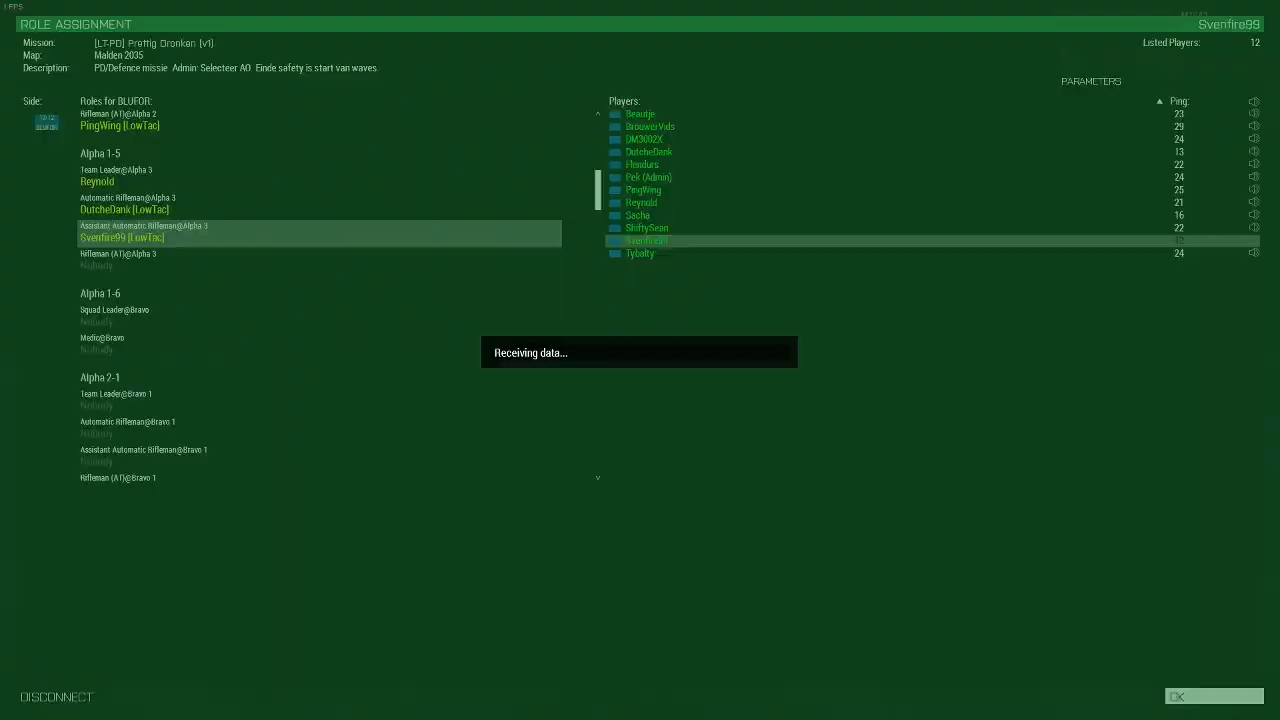 FPS
ROLE ASSIGNMENT
Svenfire99
Mission:
[LT-PD] Prettig Dronken (v1)
Listed Players:
12
Map:
Malden 2035
Description:
PD/Defence missie Admin: Selecteer AO. Einde safety is start van waves.
PARAMETERS
Side:
Roles for BLUFOR:
Players:
Ping:
BLUFOR
Rifleman (AT)@Alpha 2
PingWing [LowTac]
Alpha 1-5
Team Leader@Alpha 3
Reynold
Automatic Rifleman@Alpha 3
DutcheDank [LowTac]
Assistant Automatic Rifleman@Alpha 3
Svenfire99 [LowTac]
Rifleman (AT)@Alpha 3
Nobody
Alpha 1-6
Squad Leader@Bravo
Nobody
Medic@Bravo
Nobody
Alpha 2-1
Team Leader@Bravo 1
Nobody
Automatic Rifleman@Bravo 1
Nobody
Assistant Automatic Rifleman@Bravo 1
Nobody
Rifleman (AT)@Bravo 1
Beautje 23
BrouwerVids 29
DM3002X 24
DutcheDank 13
Hendurs 22
Pek (Admin) 24
PingWing 25
Reynold 21
Sacha 16
ShiftySean 22
Svenfire99
Tybalty 24
Receiving data...
DISCONNECT
OK